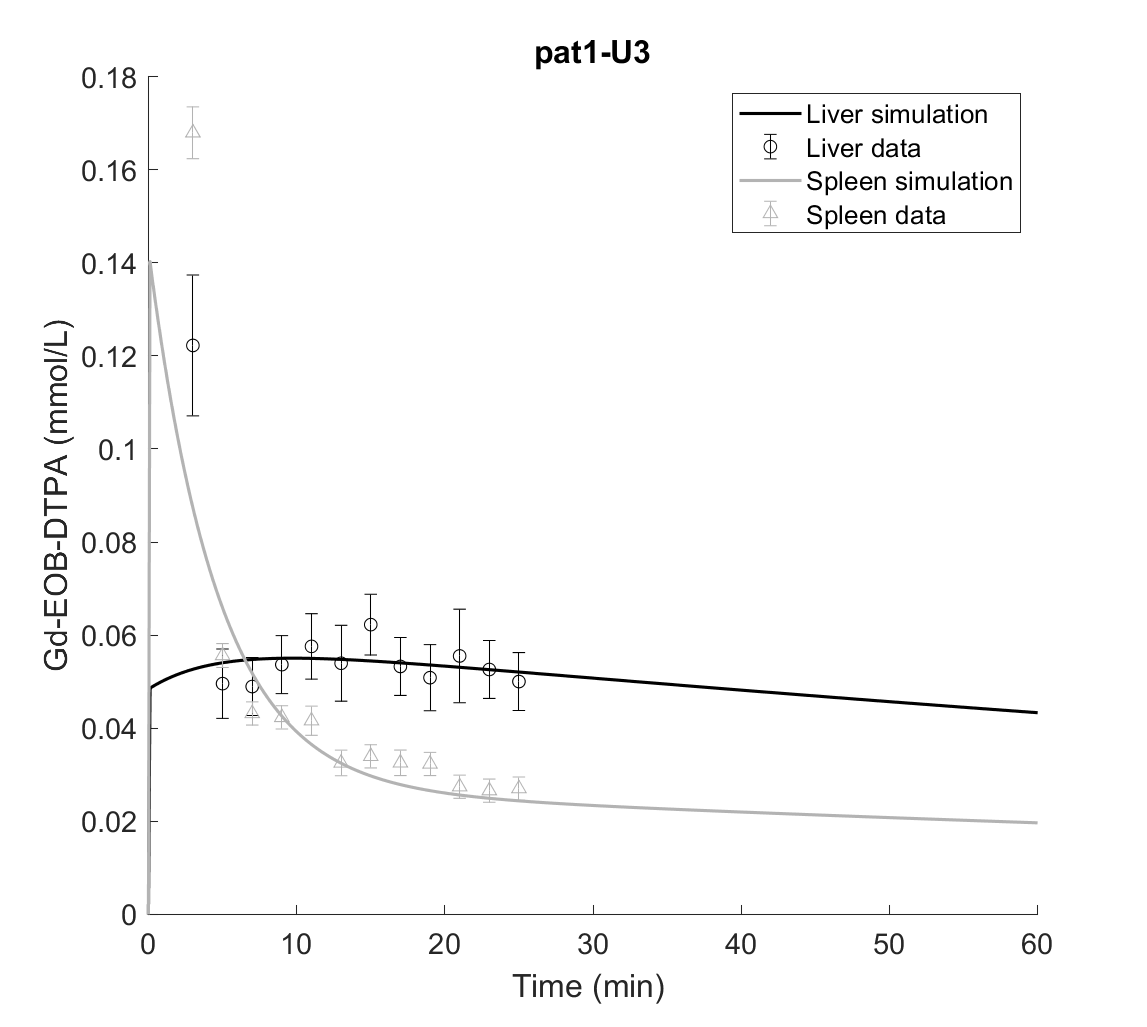 pat1-U3
Liver simulation
Liver data
Spleen simulation
Spleen data
Gd-EOB-DTPA (mmol/L)
0.18
0.16
0.14
0.12
0.1
0.08
0.06
0.04
0.02
0
0 10 20 30 40 50 60
Time (min)